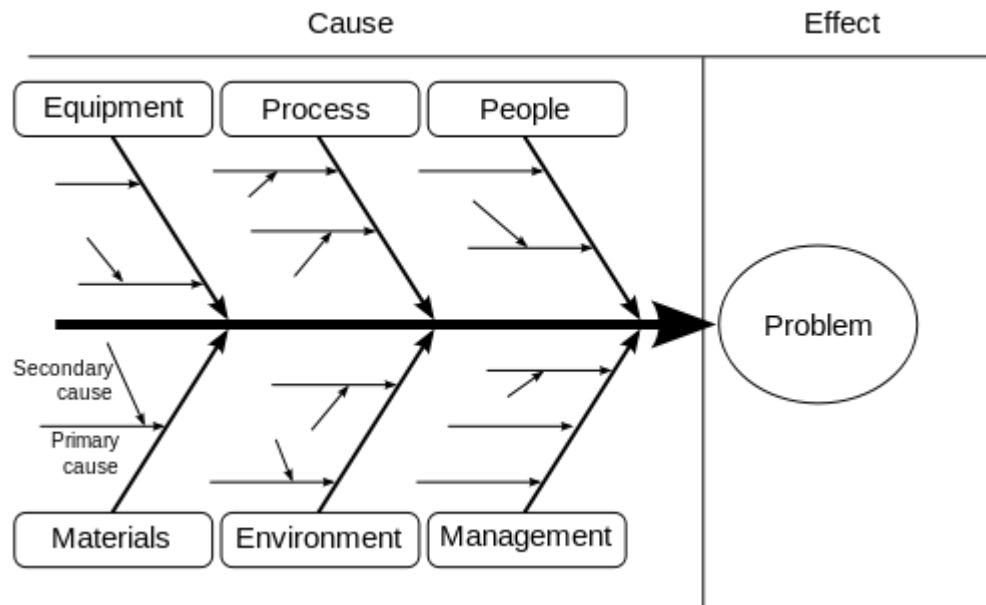 Cause
Effect
Equipment
Process
People
Problem
Secondary
cause
Primary
cause
Materials
Environment
Management